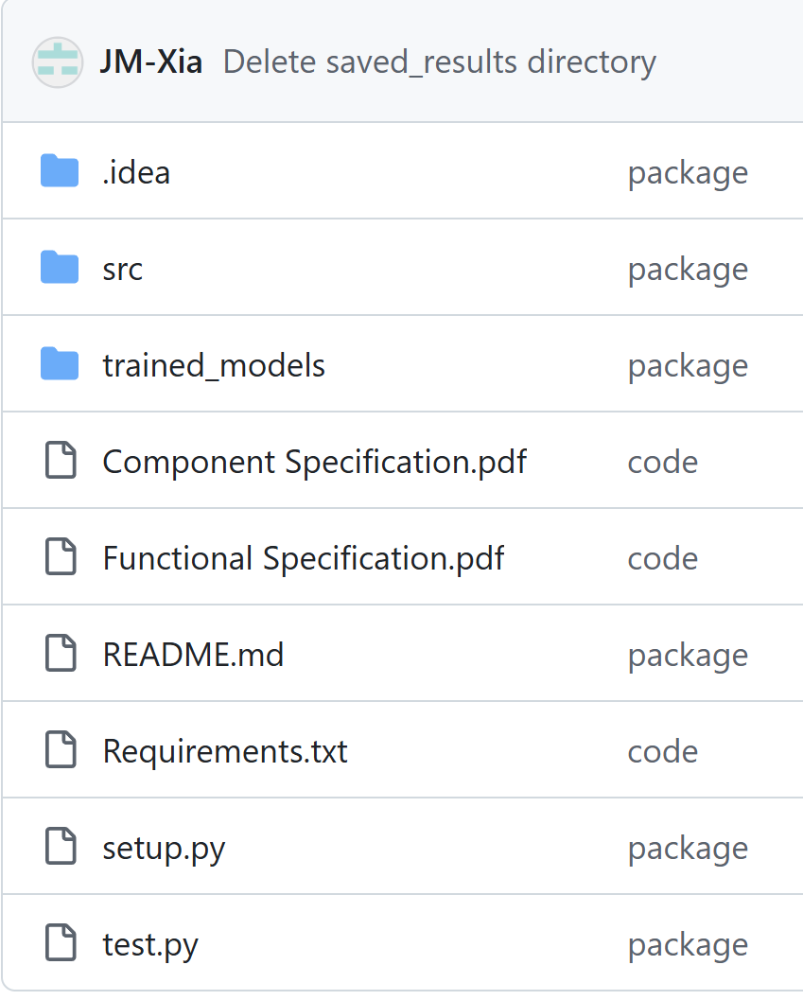 JM-Xia Delete saved_results directory
.idea package
src package
trained_models package
Component Specification.pdf code
Functional Specification.pdf code
README.md package
Requirements.txt code
setup.py package
test.py package